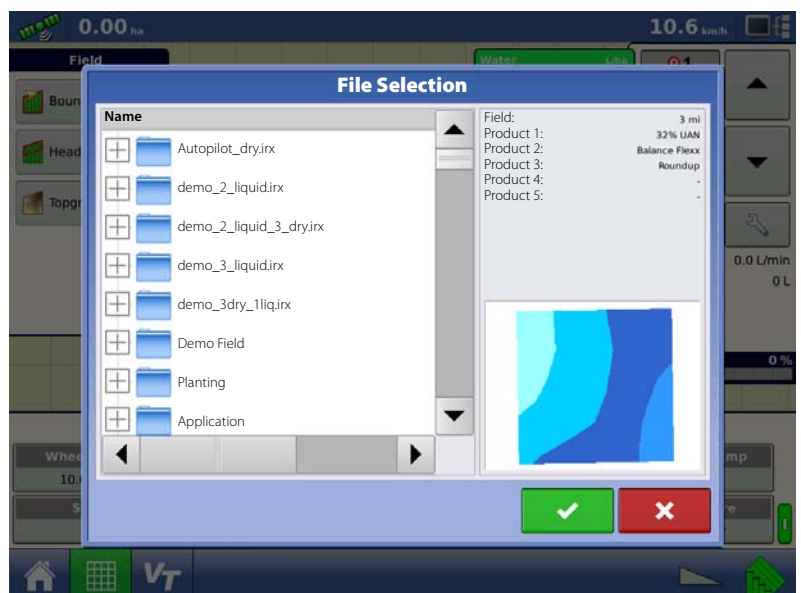 0.00 ha
10.6 km/h
Field
Water L/ha
1
File Selection
Boun
Head
Topgr
Name
Autopilot_dry.irx
demo_2_liquid.irx
demo_2_liquid_3_dry.irx
demo_3_liquid.irx
demo_3dry_1liq.irx
Demo Field
Planting
Application
Field: 3 mi
Product 1: 32% UAN
Product 2: Balance Flexx
Product 3: Roundup
Product 4: -
Product 5: -
0.0 L/min
0 L
0 %
Whee
10.
S
mp
re
VT